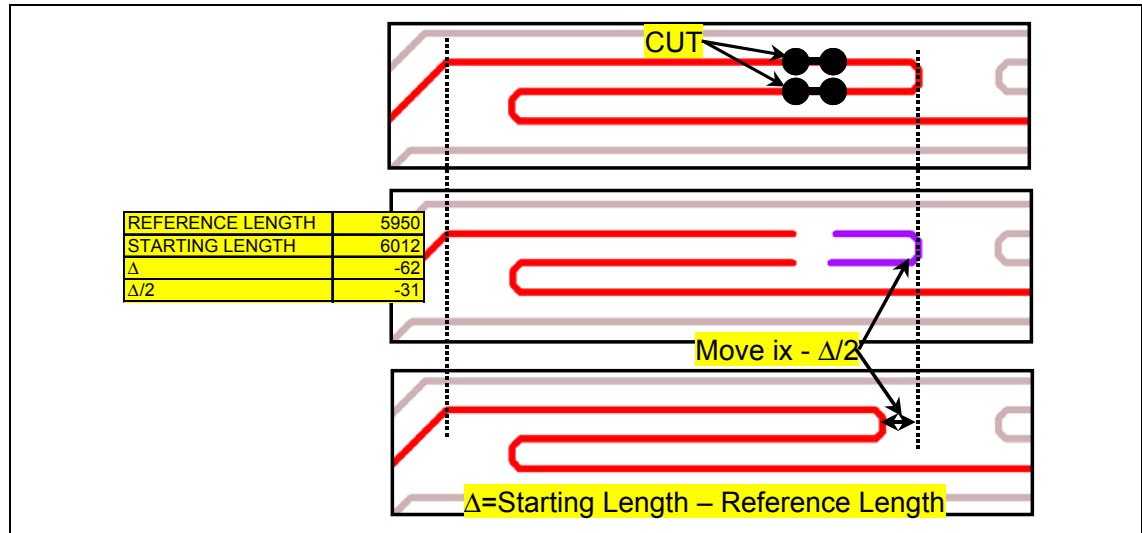 CUT
REFERENCE LENGTH 5950
STARTING LENGTH 6012
Δ -62
Δ/2 -31
Move ix - Δ/2
Δ=Starting Length – Reference Length